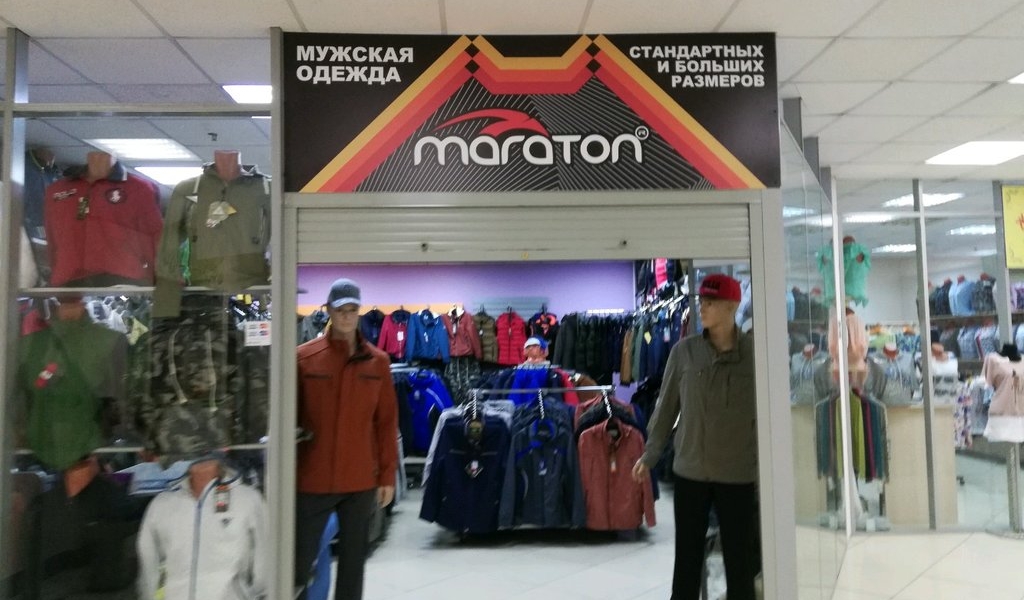 МУЖСКАЯ
ОДЕЖДА
СТАНДАРТНЫХ
И БОЛЬШИХ
РАЗМЕРОВ
maraton